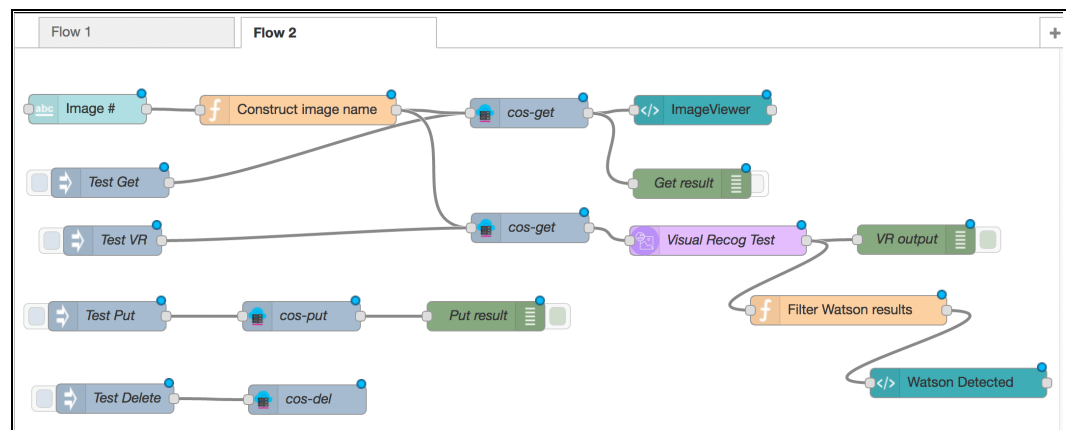 Flow 1
Flow 2
+
abc Image #
f Construct image name
cos-get
</> ImageViewer
Test Get
Get result
Test VR
cos-get
Visual Recog Test
VR output
Test Put
cos-put
Put result
f Filter Watson results
Test Delete
cos-del
</> Watson Detected